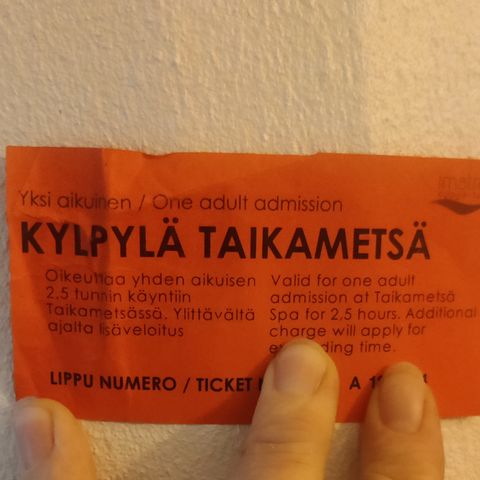 Yksi aikuinen / One adult admission
KYLPYLÄ TAIKAMETSÄ
Oikeuttaa yhden aikuisen
2,5 tunnin käyntiin
Taikametsässä. Ylittävältä
ajalta lisäveloitus
Valid for one adult
admission at Taikametsä
Spa for 2.5 hours. Additional
charge will apply for
time.
LIPPU NUMERO / TICKET A